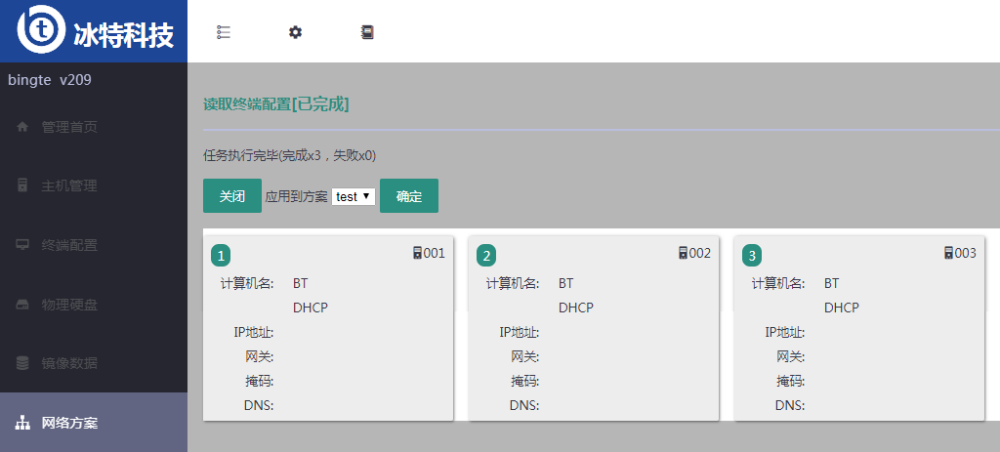 冰特科技
bingte v209
管理首页
主机管理
终端配置
物理硬盘
镜像数据
网络方案
读取终端配置[已完成]
任务执行完毕(完成x3，失败x0)
关闭 应用到方案 test 确定
1 001
计算机名: BT
DHCP
IP地址:
网关:
掩码:
DNS:
2 002
计算机名: BT
DHCP
IP地址:
网关:
掩码:
DNS:
3 003
计算机名: BT
DHCP
IP地址:
网关:
掩码:
DNS: